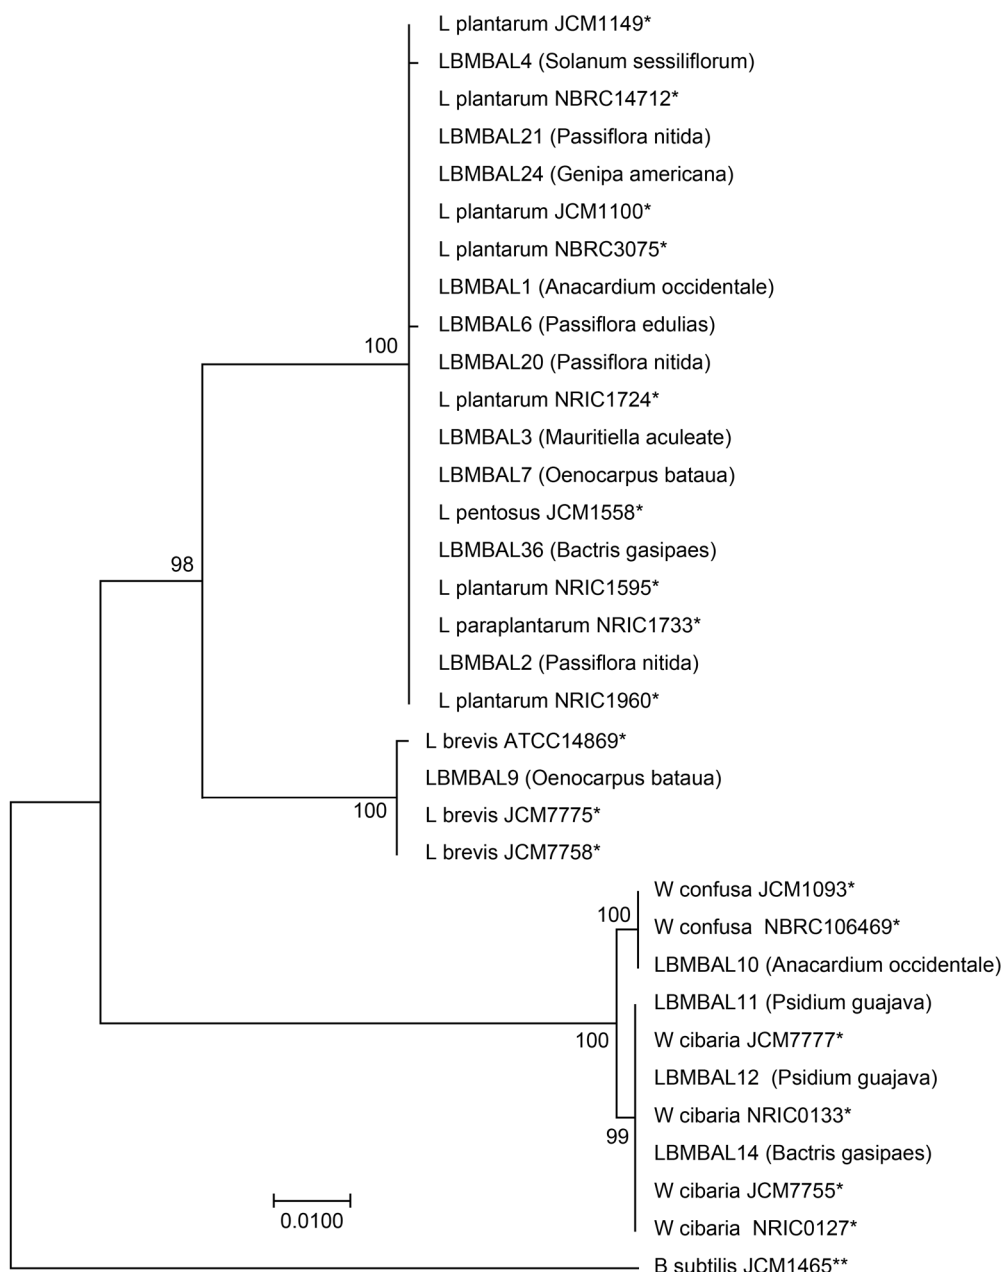 L plantarum JCM1149*
LBMBAL4 (Solanum sessiliflorum)
L plantarum NBRC14712*
LBMBAL21 (Passiflora nitida)
LBMBAL24 (Genipa americana)
L plantarum JCM1100*
L plantarum NBRC3075*
LBMBAL1 (Anacardium occidentale)
LBMBAL6 (Passiflora edulias)
100
LBMBAL20 (Passiflora nitida)
L plantarum NRIC1724*
LBMBAL3 (Mauritiella aculeate)
LBMBAL7 (Oenocarpus bataua)
L pentosus JCM1558*
LBMBAL36 (Bactris gasipaes)
98
L plantarum NRIC1595*
L paraplantarum NRIC1733*
LBMBAL2 (Passiflora nitida)
L plantarum NRIC1960*
L brevis ATCC14869*
LBMBAL9 (Oenocarpus bataua)
100
L brevis JCM7775*
L brevis JCM7758*
W confusa JCM1093*
100
W confusa  NBRC106469*
LBMBAL10 (Anacardium occidentale)
LBMBAL11 (Psidium guajava)
100
W cibaria JCM7777*
LBMBAL12  (Psidium guajava)
W cibaria NRIC0133*
99
LBMBAL14 (Bactris gasipaes)
W cibaria JCM7755*
0.0100
W cibaria  NRIC0127*
B subtilis JCM1465**